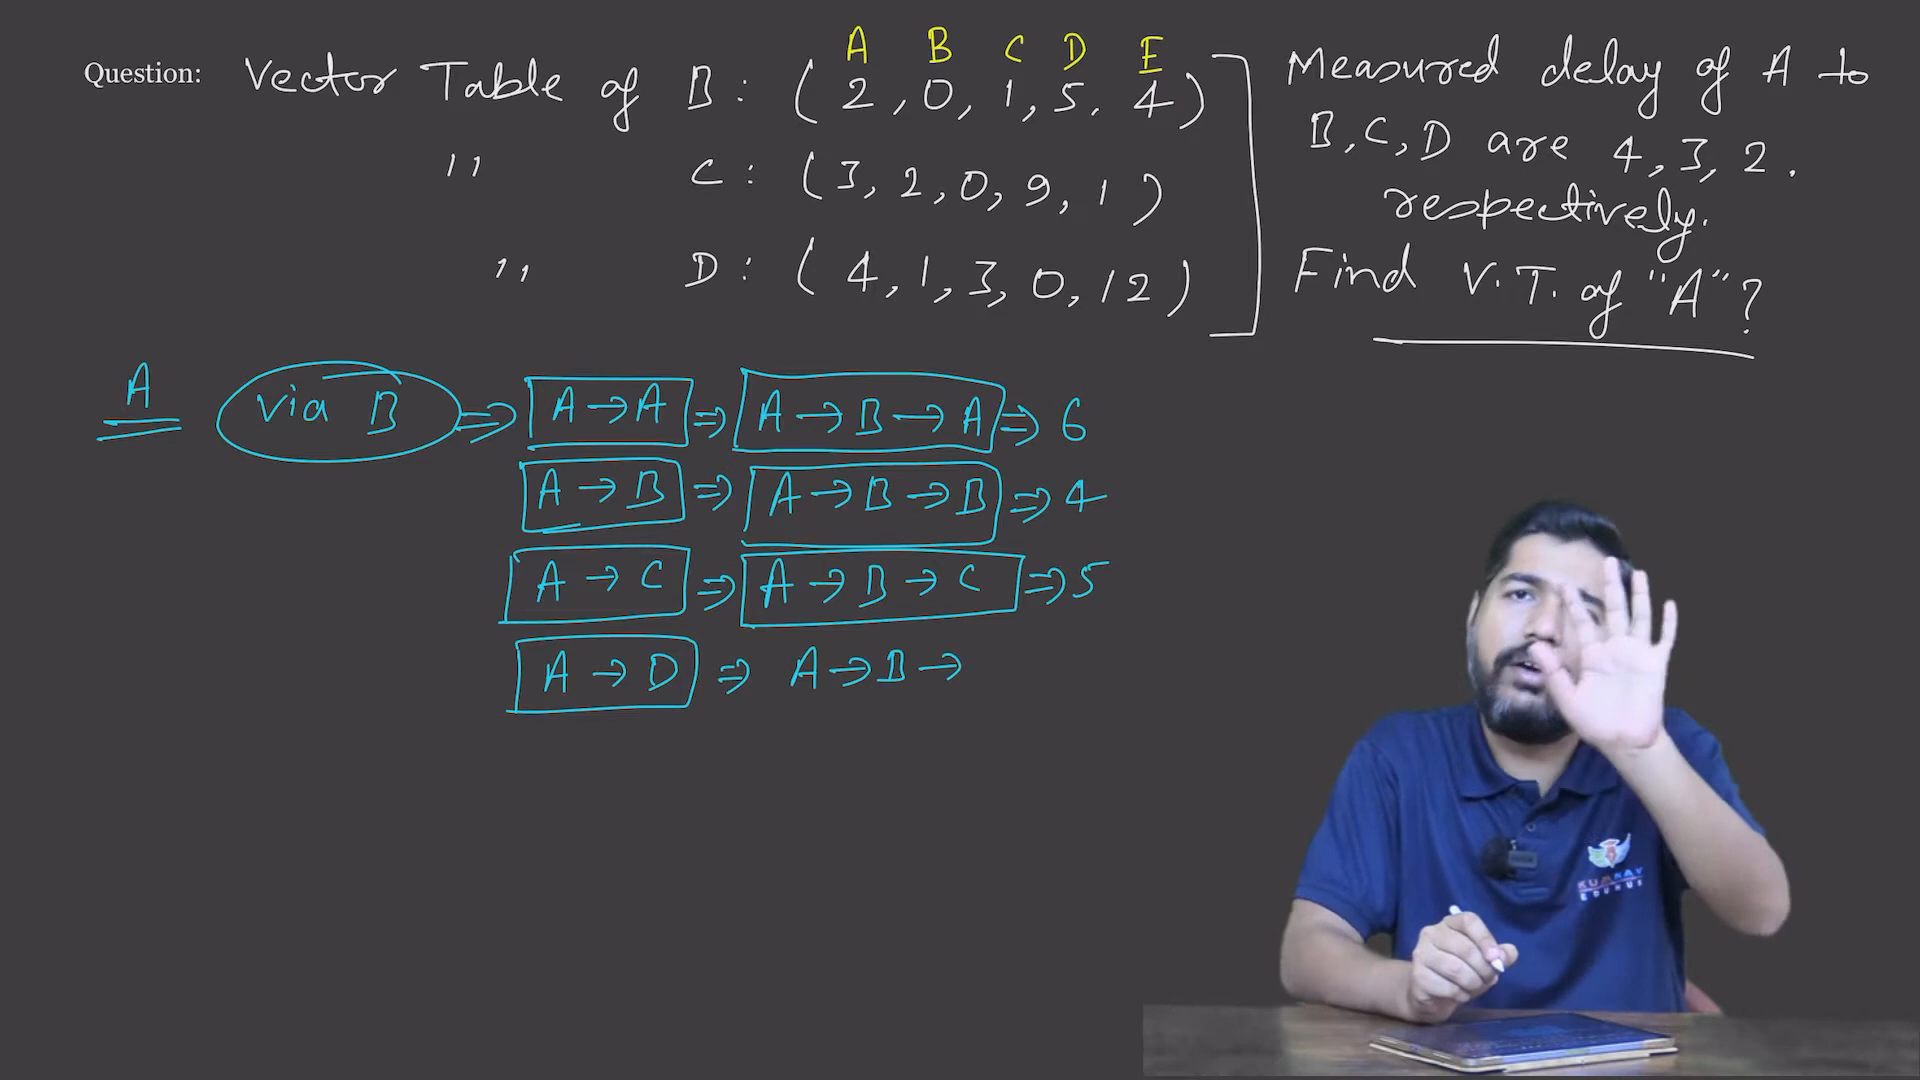 A B C D E
Question: Vector Table of B: (2, 0, 1, 5, 4)
" C: (3, 2, 0, 9, 1)
" D: (4, 1, 3, 0, 12)
Measured delay of A to
B, C, D are 4, 3, 2.
respectively.
Find V.T. of "A"?
A via B ⇒ A → A ⇒ A → B → A ⇒ 6
A → B ⇒ A → B → B ⇒ 4
A → C ⇒ A → B → C ⇒ 5
A → D ⇒ A → B →